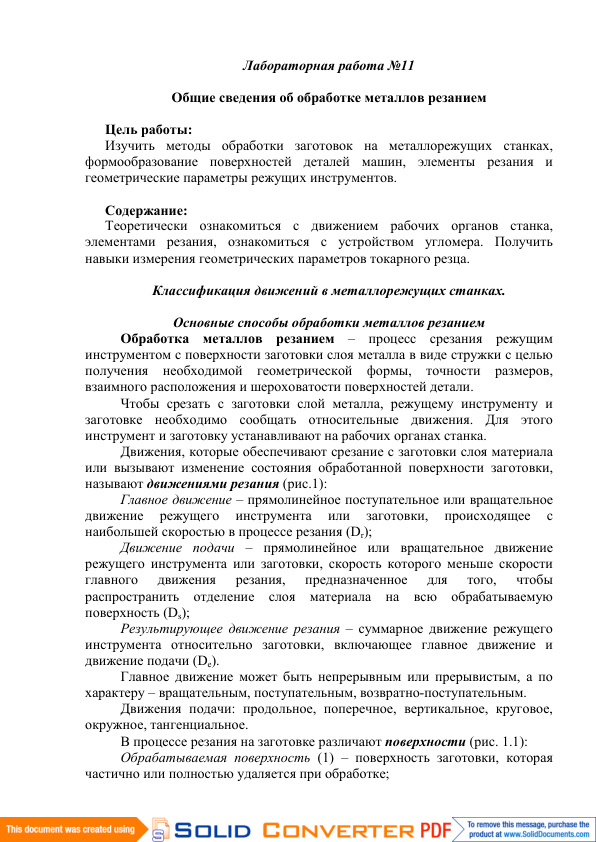 Лабораторная работа №11
Общие сведения об обработке металлов резанием
Цель работы:
Изучить методы обработки заготовок на металлорежущих станках,
формообразование поверхностей деталей машин, элементы резания и
геометрические параметры режущих инструментов.
Содержание:
Теоретически ознакомиться с движением рабочих органов станка,
элементами резания, ознакомиться с устройством угломера. Получить
навыки измерения геометрических параметров токарного резца.
Классификация движений в металлорежущих станках.
Основные способы обработки металлов резанием
Обработка металлов резанием – процесс срезания режущим
инструментом с поверхности заготовки слоя металла в виде стружки с целью
получения необходимой геометрической формы, точности размеров,
взаимного расположения и шероховатости поверхностей детали.
Чтобы срезать с заготовки слой металла, режущему инструменту и
заготовке необходимо сообщать относительные движения. Для этого
инструмент и заготовку устанавливают на рабочих органах станка.
Движения, которые обеспечивают срезание с заготовки слоя материала
или вызывают изменение состояния обработанной поверхности заготовки,
называют движениями резания (рис.1):
Главное движение – прямолинейное поступательное или вращательное
движение режущего инструмента или заготовки, происходящее с
наибольшей скоростью в процессе резания (Dr);
Движение подачи – прямолинейное или вращательное движение
режущего инструмента или заготовки, скорость которого меньше скорости
главного движения резания, предназначенное для того, чтобы
распространить отделение слоя материала на всю обрабатываемую
поверхность (Ds);
Результирующее движение резания – суммарное движение режущего
инструмента относительно заготовки, включающее главное движение и
движение подачи (De).
Главное движение может быть непрерывным или прерывистым, а по
характеру – вращательным, поступательным, возвратно-поступательным.
Движения подачи: продольное, поперечное, вертикальное, круговое,
окружное, тангенциальное.
В процессе резания на заготовке различают поверхности (рис. 1.1):
Обрабатываемая поверхность (1) – поверхность заготовки, которая
частично или полностью удаляется при обработке;
This document was created using
SOLID CONVERTER PDF
To remove this message, purchase the
product at www.SolidDocuments.com